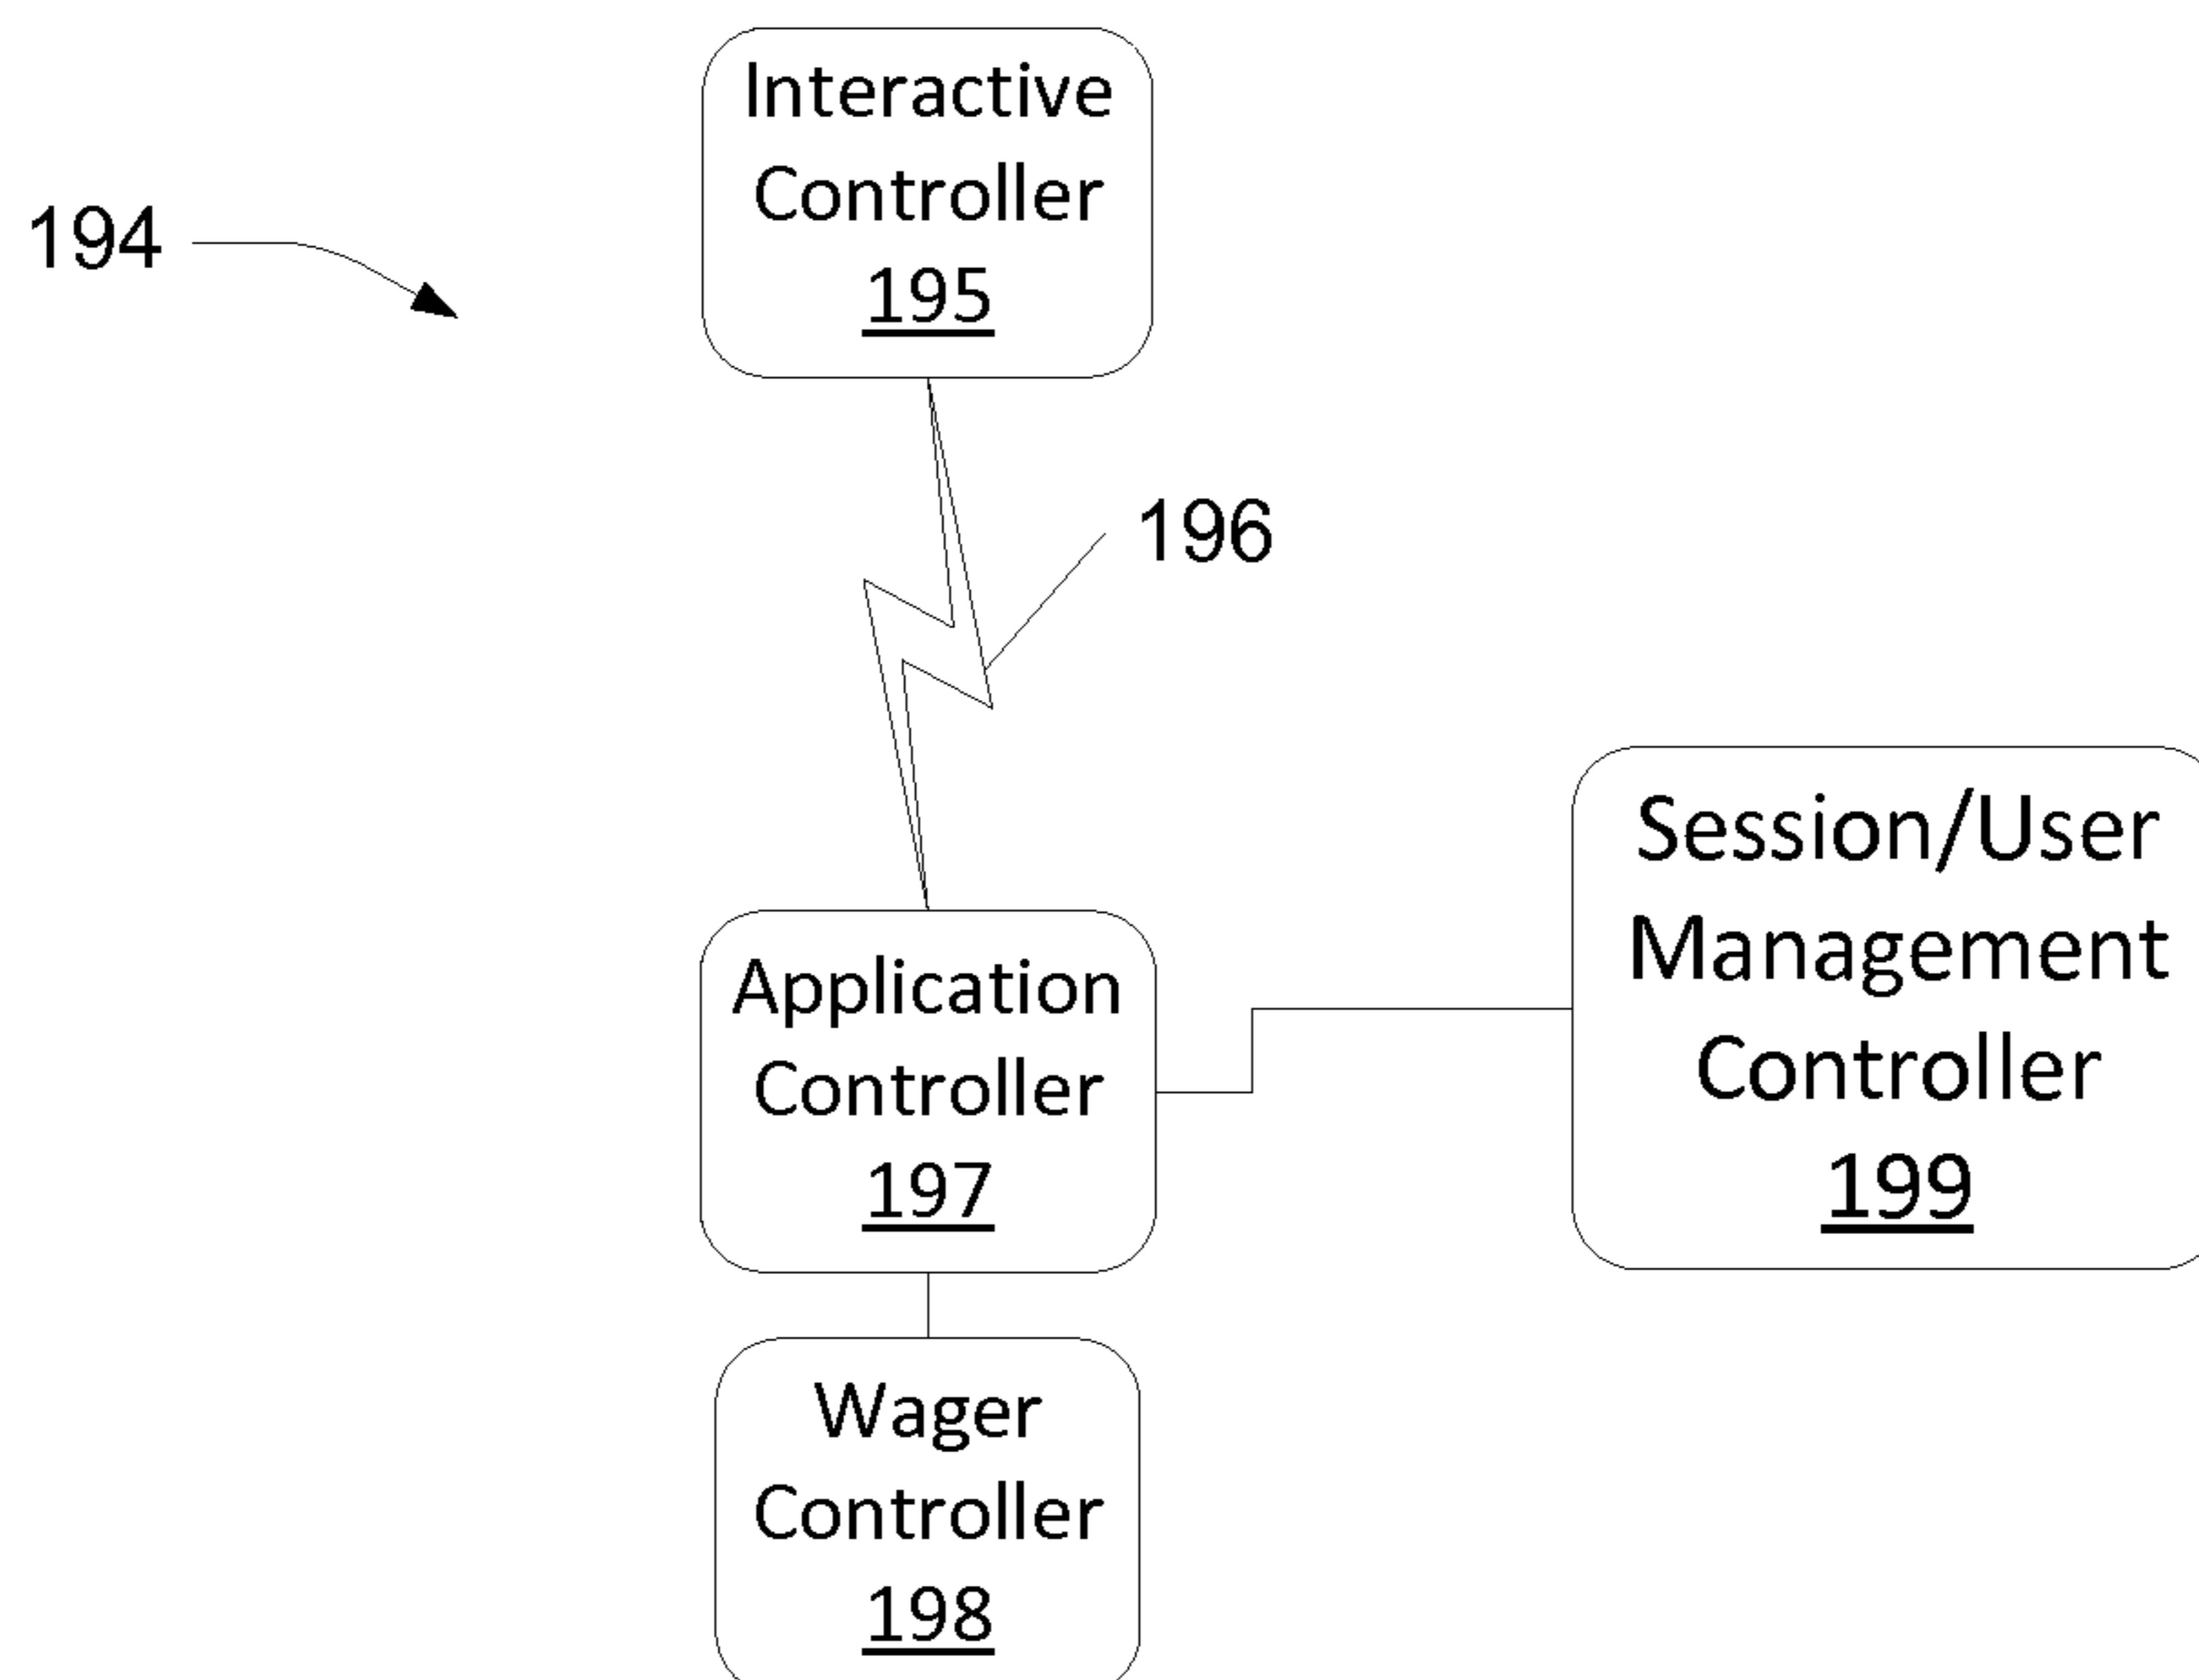 Interactive
Controller
195
194
196
Session/User
Management
Controller
199
Application
Controller
197
Wager
Controller
198